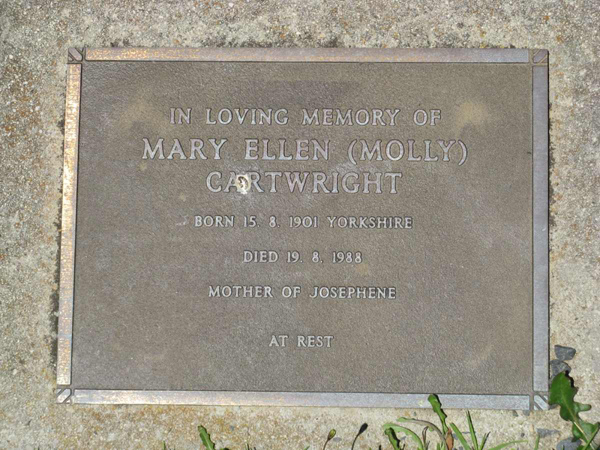 IN LOVING MEMORY OF
MARY ELLEN (MOLLY)
CARTWRIGHT
BORN 15. 8. 1901 YORKSHIRE
DIED 19. 8. 1988
MOTHER OF JOSEPHENE
AT REST